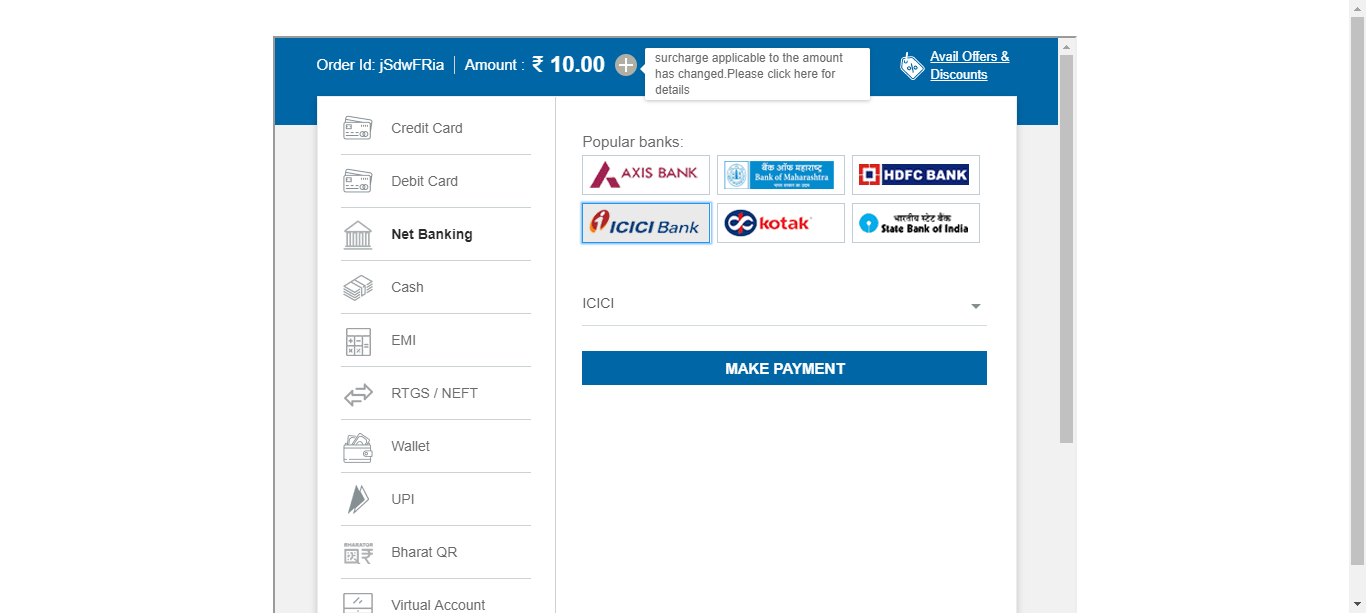 Order Id: jSdwFRia | Amount : ₹ 10.00
surcharge applicable to the amount
has changed.Please click here for
details
Avail Offers &
Discounts
Credit Card
Debit Card
Net Banking
Cash
EMI
RTGS / NEFT
Wallet
UPI
BHARATQR
Bharat QR
Virtual Account
Popular banks:
AXIS BANK
बैंक ऑफ महाराष्ट्र
Bank of Maharashtra
HDFC BANK
ICICI Bank
kotak
भारतीय स्टेट बैंक
State Bank of India
ICICI
MAKE PAYMENT